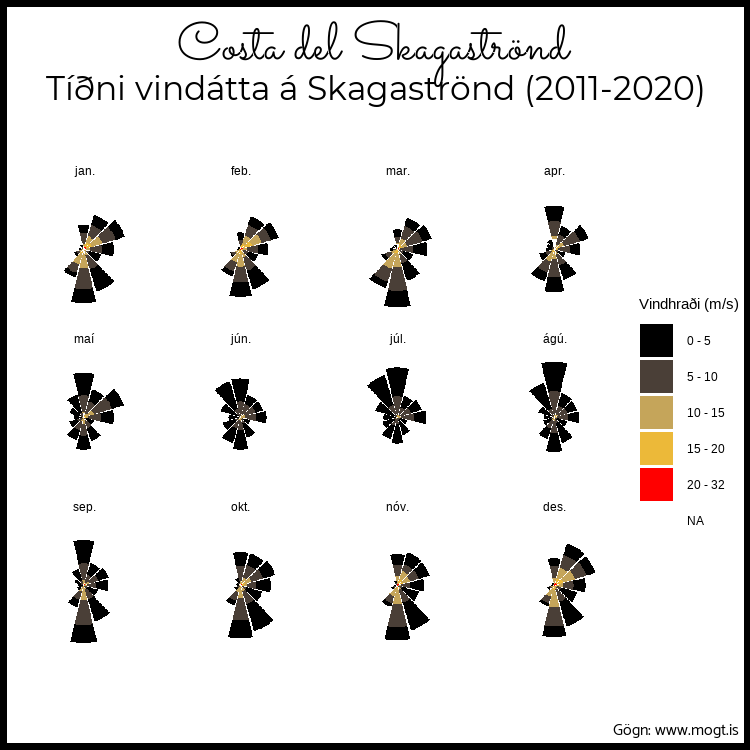 Costa del Skagaströnd
Tíðni vindátta á Skagaströnd (2011-2020)
jan.
feb.
mar.
apr.
maí
jún.
júl.
ágú.
sep.
okt.
nóv.
des.
Vindhraði (m/s)
0 - 5
5 - 10
10 - 15
15 - 20
20 - 32
NA
Gögn: www.mogt.is